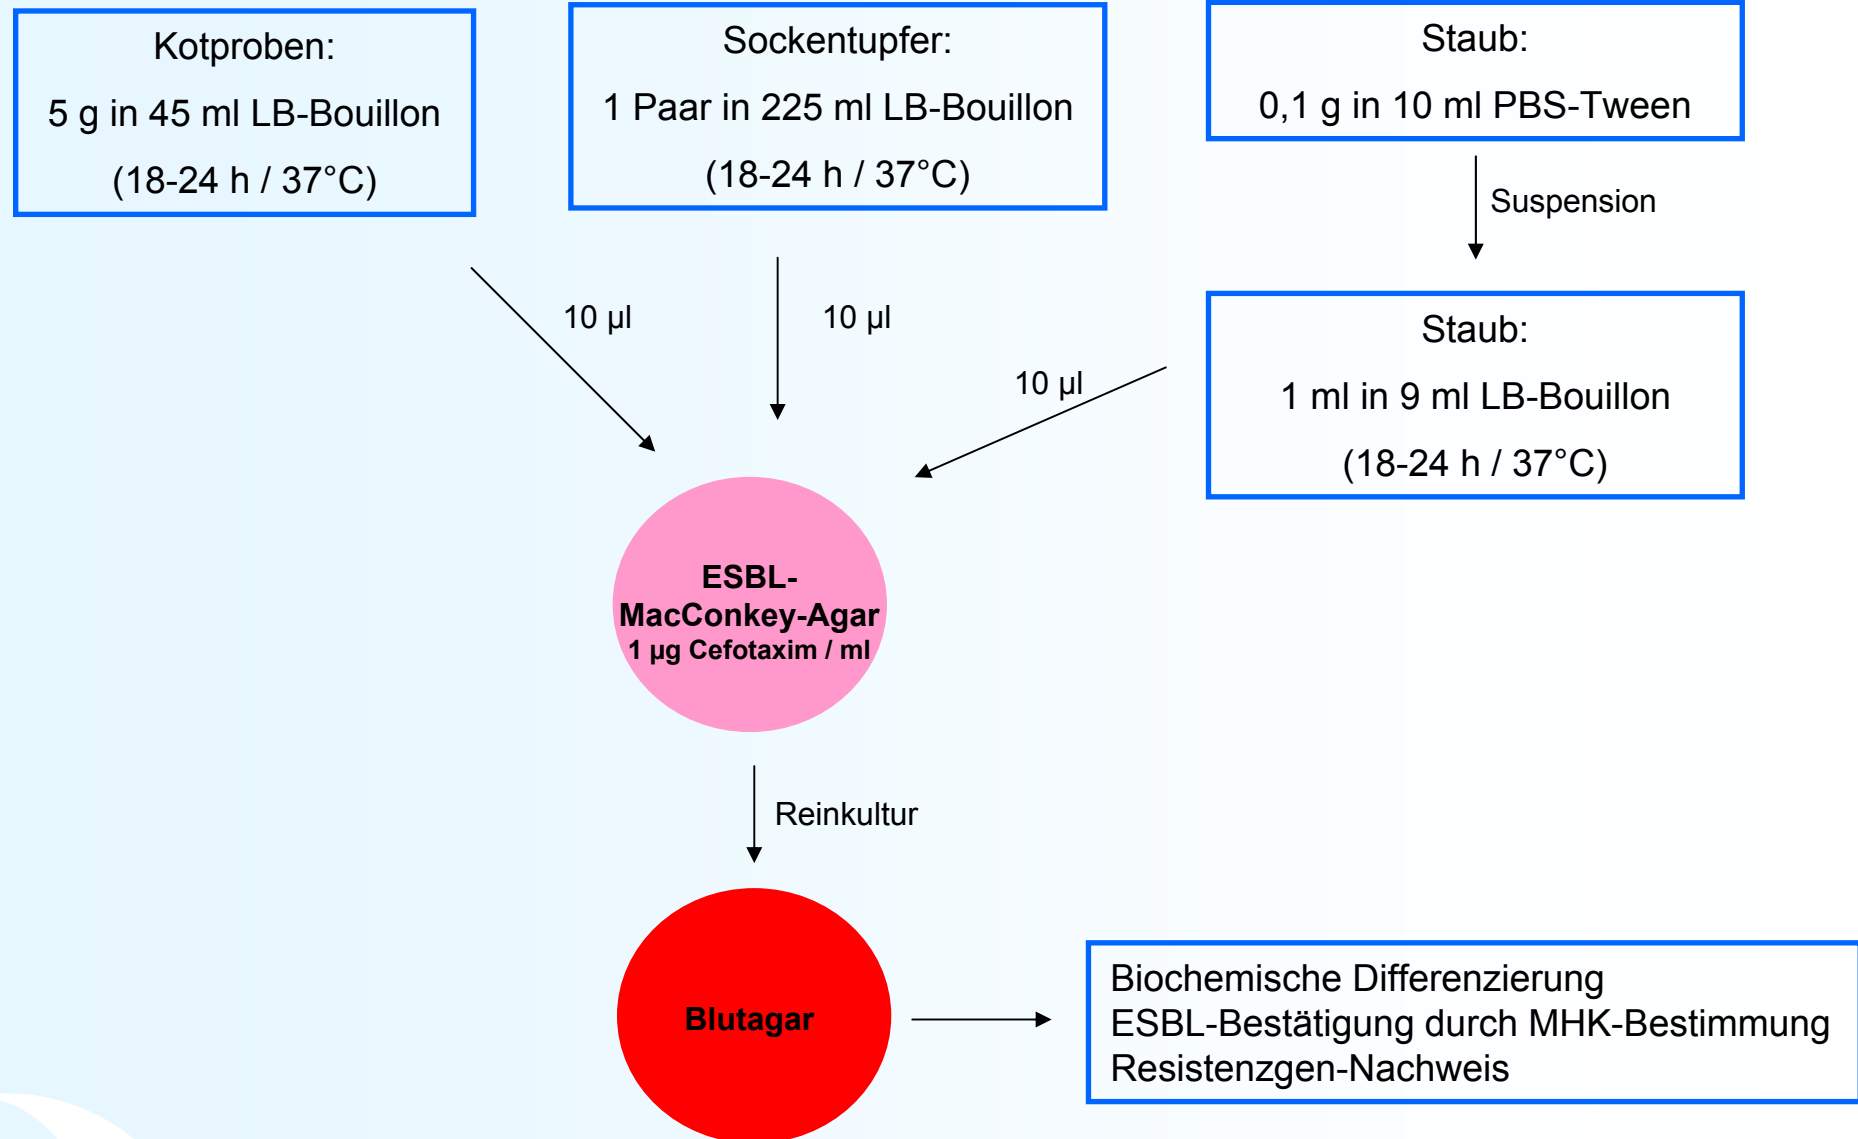 Kotproben:
5 g in 45 ml LB-Bouillon
(18-24 h / 37°C)
Sockentupfer:
1 Paar in 225 ml LB-Bouillon
(18-24 h / 37°C)
Staub:
0,1 g in 10 ml PBS-Tween
Suspension
Staub:
1 ml in 9 ml LB-Bouillon
(18-24 h / 37°C)
10 µl
10 µl
10 µl
ESBL-
MacConkey-Agar
1 µg Cefotaxim / ml
Reinkultur
Blutagar
Biochemische Differenzierung
ESBL-Bestätigung durch MHK-Bestimmung
Resistenzgen-Nachweis